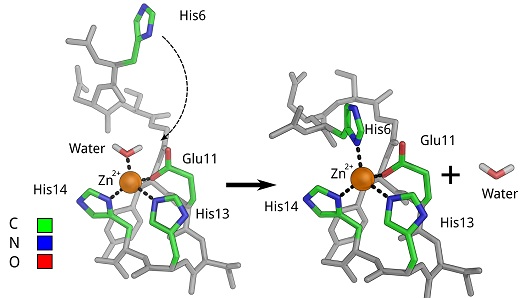 His6
Water
Glu11
Zn2+
His14
His13
C
N
O
His6
Glu11
Zn2+
+
Water
His14
His13